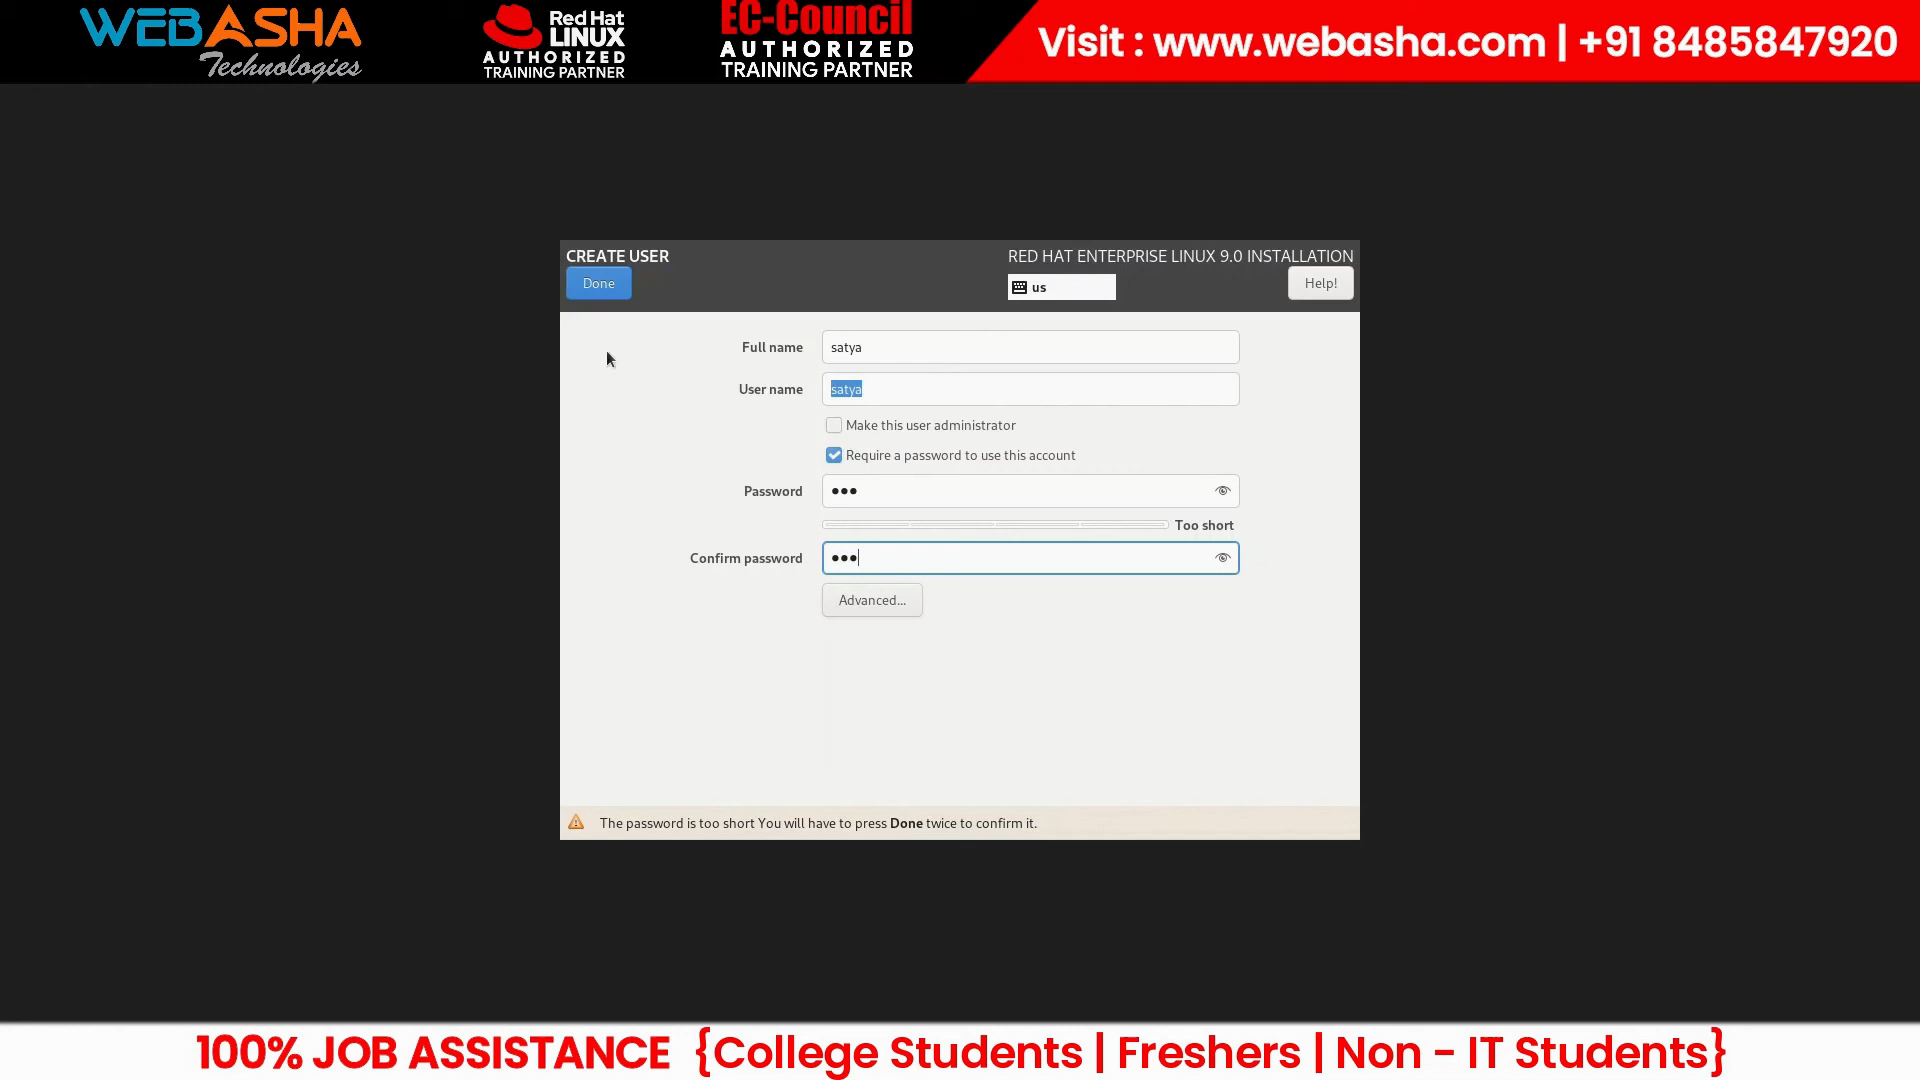 WEBASHA
Technologies
Red Hat
LINUX
AUTHORIZED
TRAINING PARTNER
EC-Council
AUTHORIZED
TRAINING PARTNER
Visit : www.webasha.com | +91 8485847920
CREATE USER
RED HAT ENTERPRISE LINUX 9.0 INSTALLATION
Done
us
Help!
Full name
satya
User name
satya
Make this user administrator
Require a password to use this account
Password
●●●
Too short
Confirm password
●●●
Advanced...
The password is too short You will have to press Done twice to confirm it.
100% JOB ASSISTANCE {College Students | Freshers | Non - IT Students}